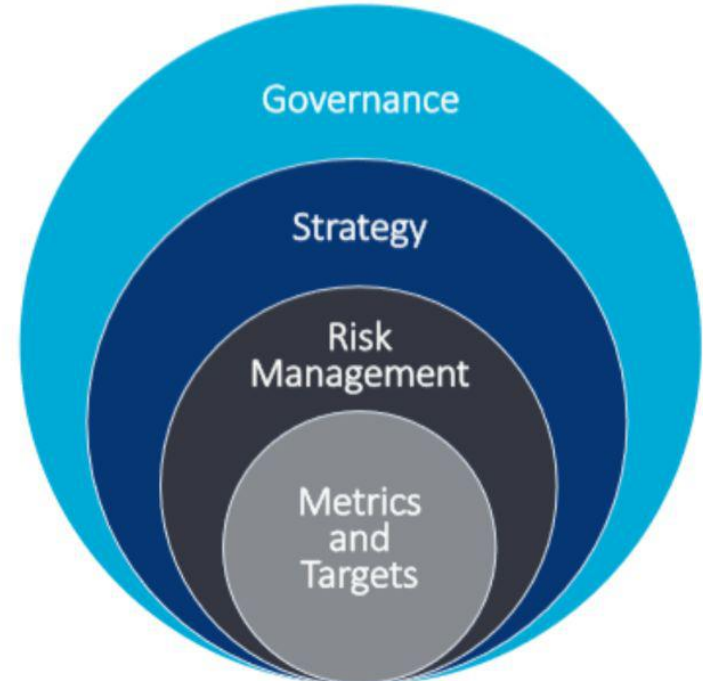 Governance
Strategy
Risk
Management
Metrics
and
Targets